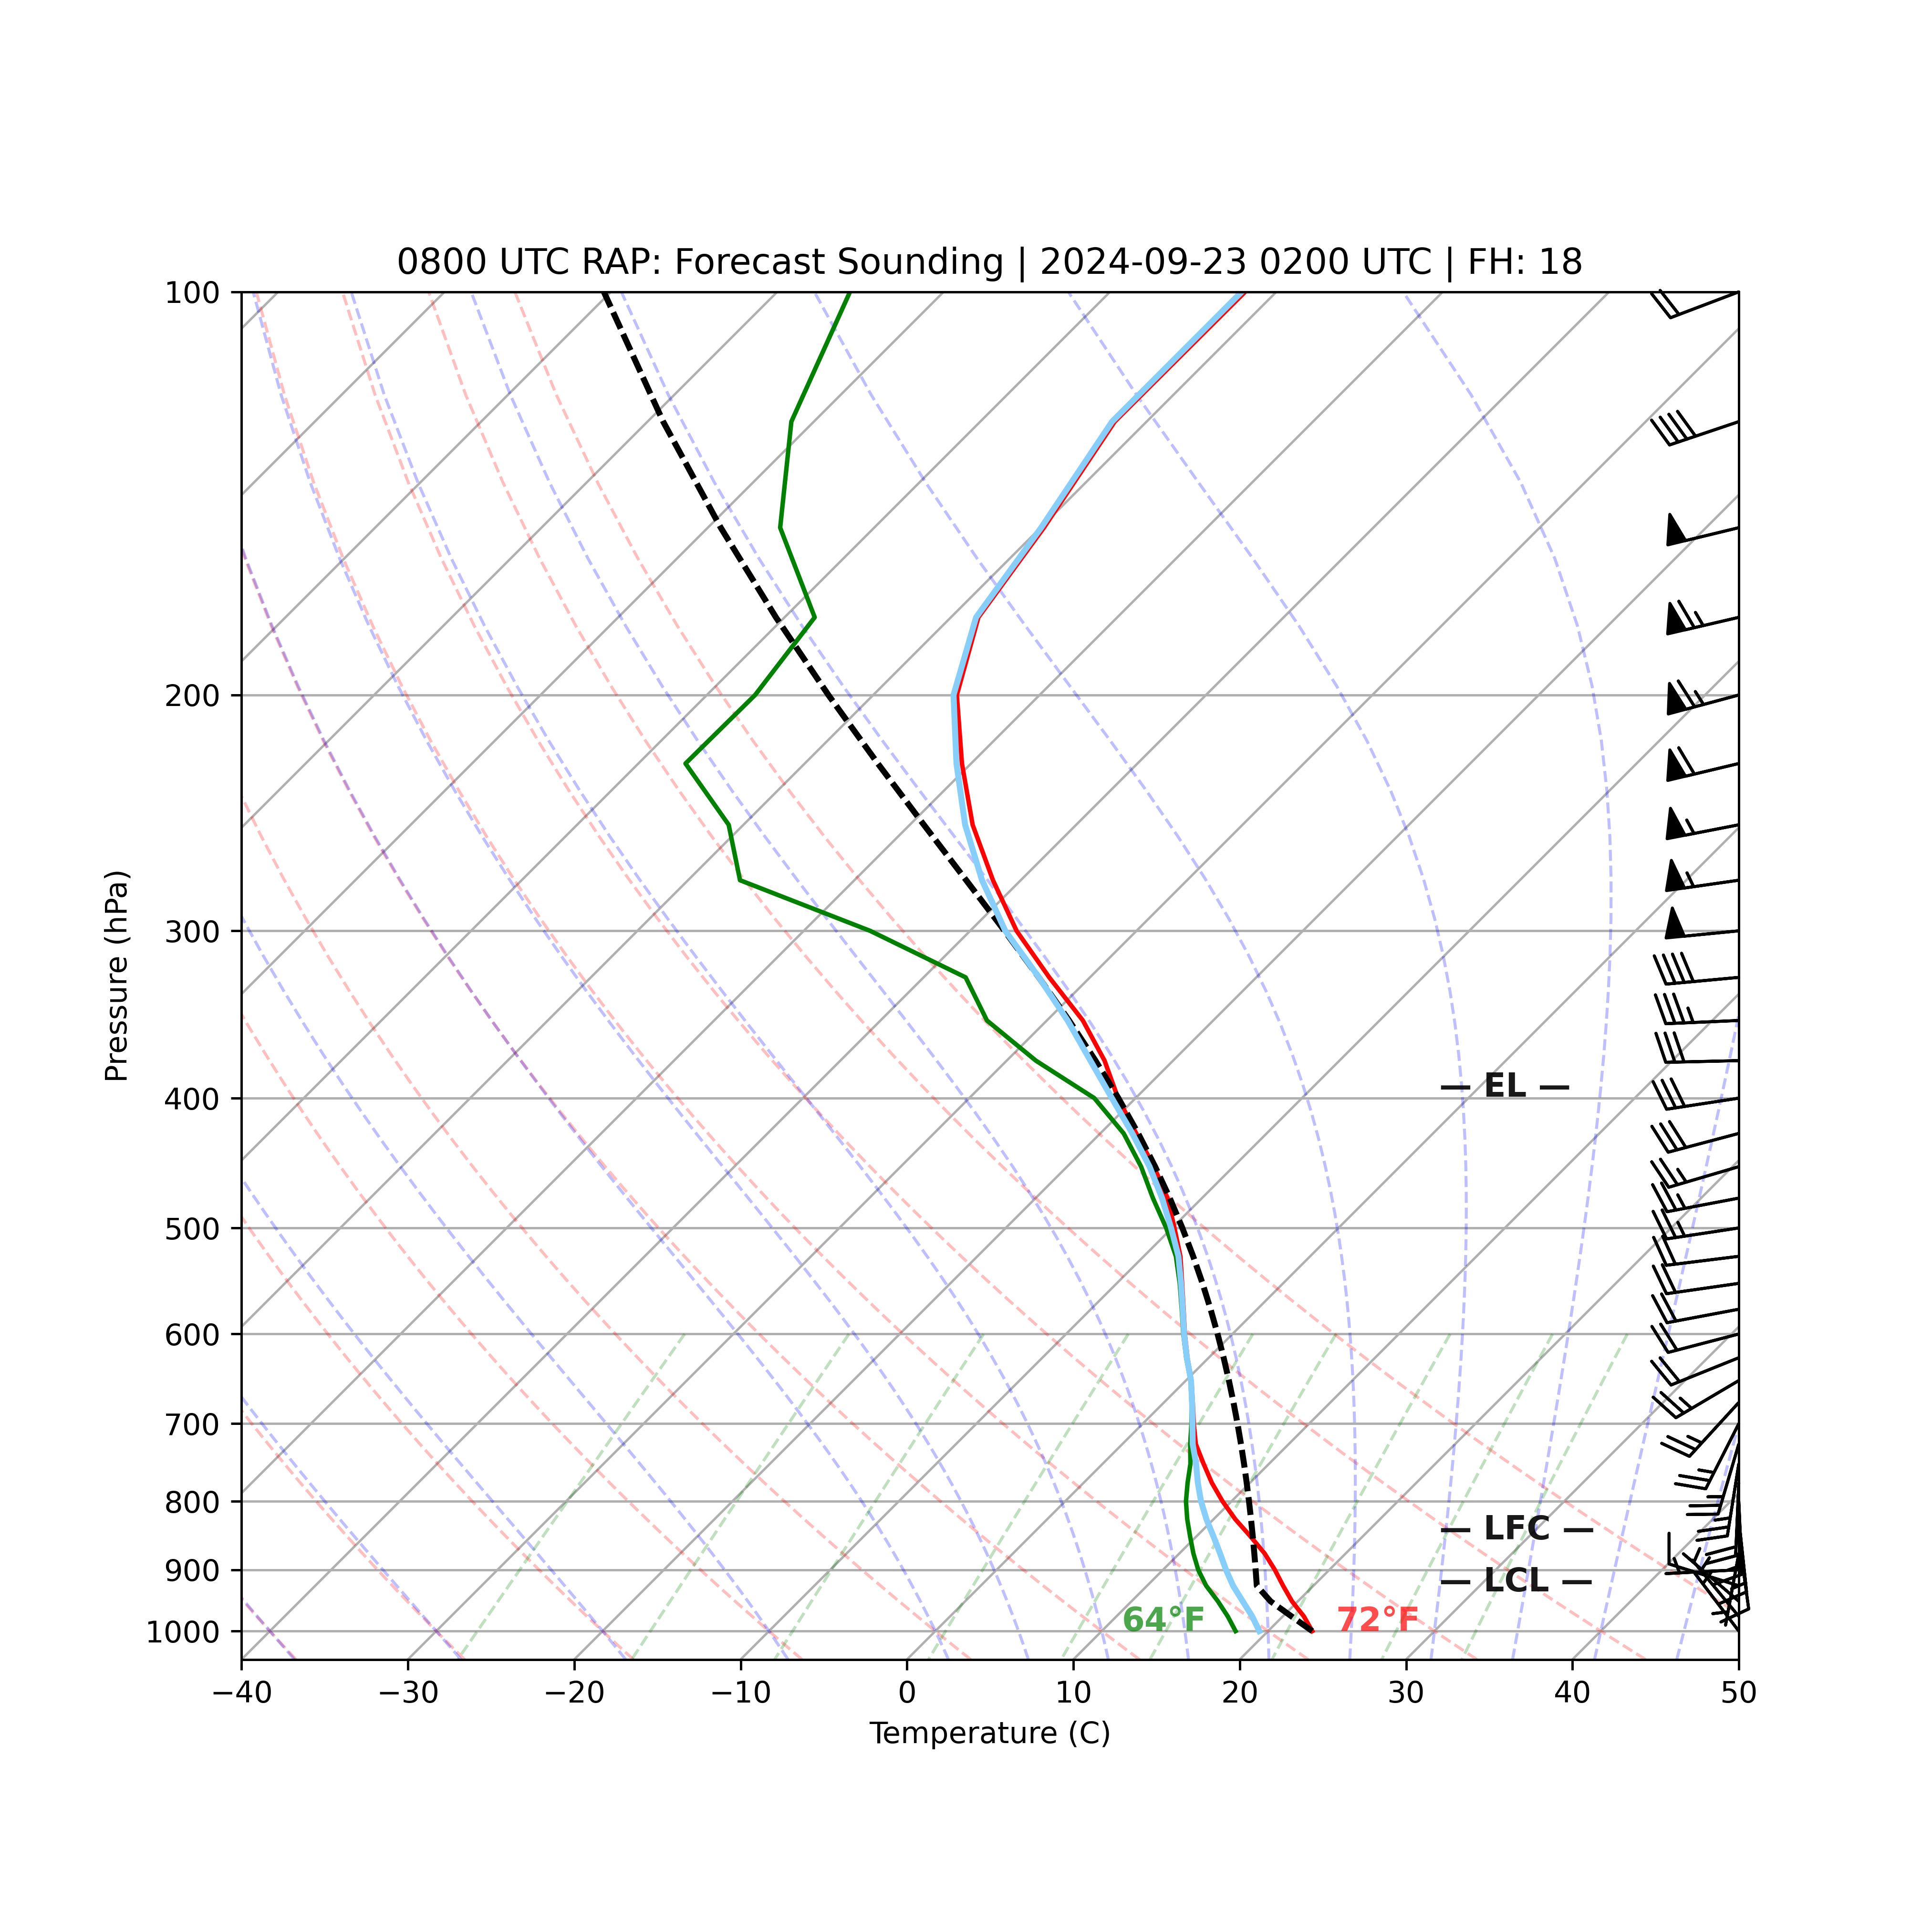 0800 UTC RAP: Forecast Sounding | 2024-09-23 0200 UTC | FH: 18
100
200
300
400
500
600
700
800
900
1000
Pressure (hPa)
— EL —
— LFC —
— LCL —
64°F
72°F
−40 −30 −20 −10 0 10 20 30 40 50
Temperature (C)